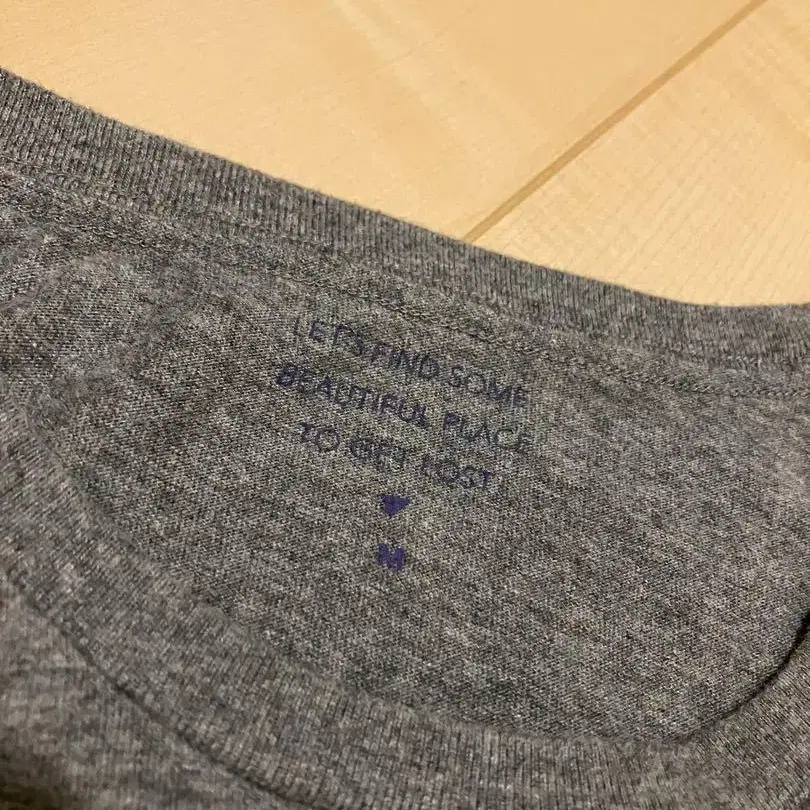 LET'S FIND SOME
BEAUTIFUL PLACE
TO GET LOST
M